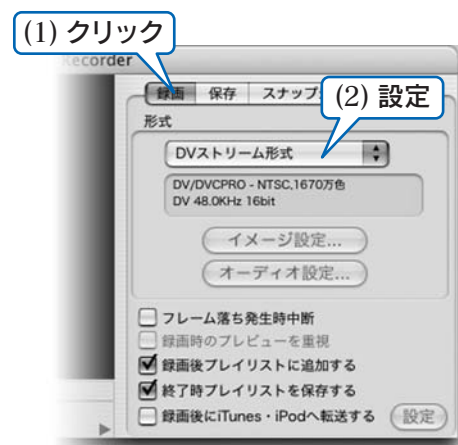 (1) クリック
Recorder
録画 保存 スナップ
(2) 設定
形式
DVストリーム形式
DV/DVCPRO - NTSC,1670万色
DV 48.0KHz 16bit
イメージ設定...
オーディオ設定...
フレーム落ち発生時中断
録画時のプレビューを重視
録画後プレイリストに追加する
終了時プレイリストを保存する
録画後にiTunes・iPodへ転送する 設定